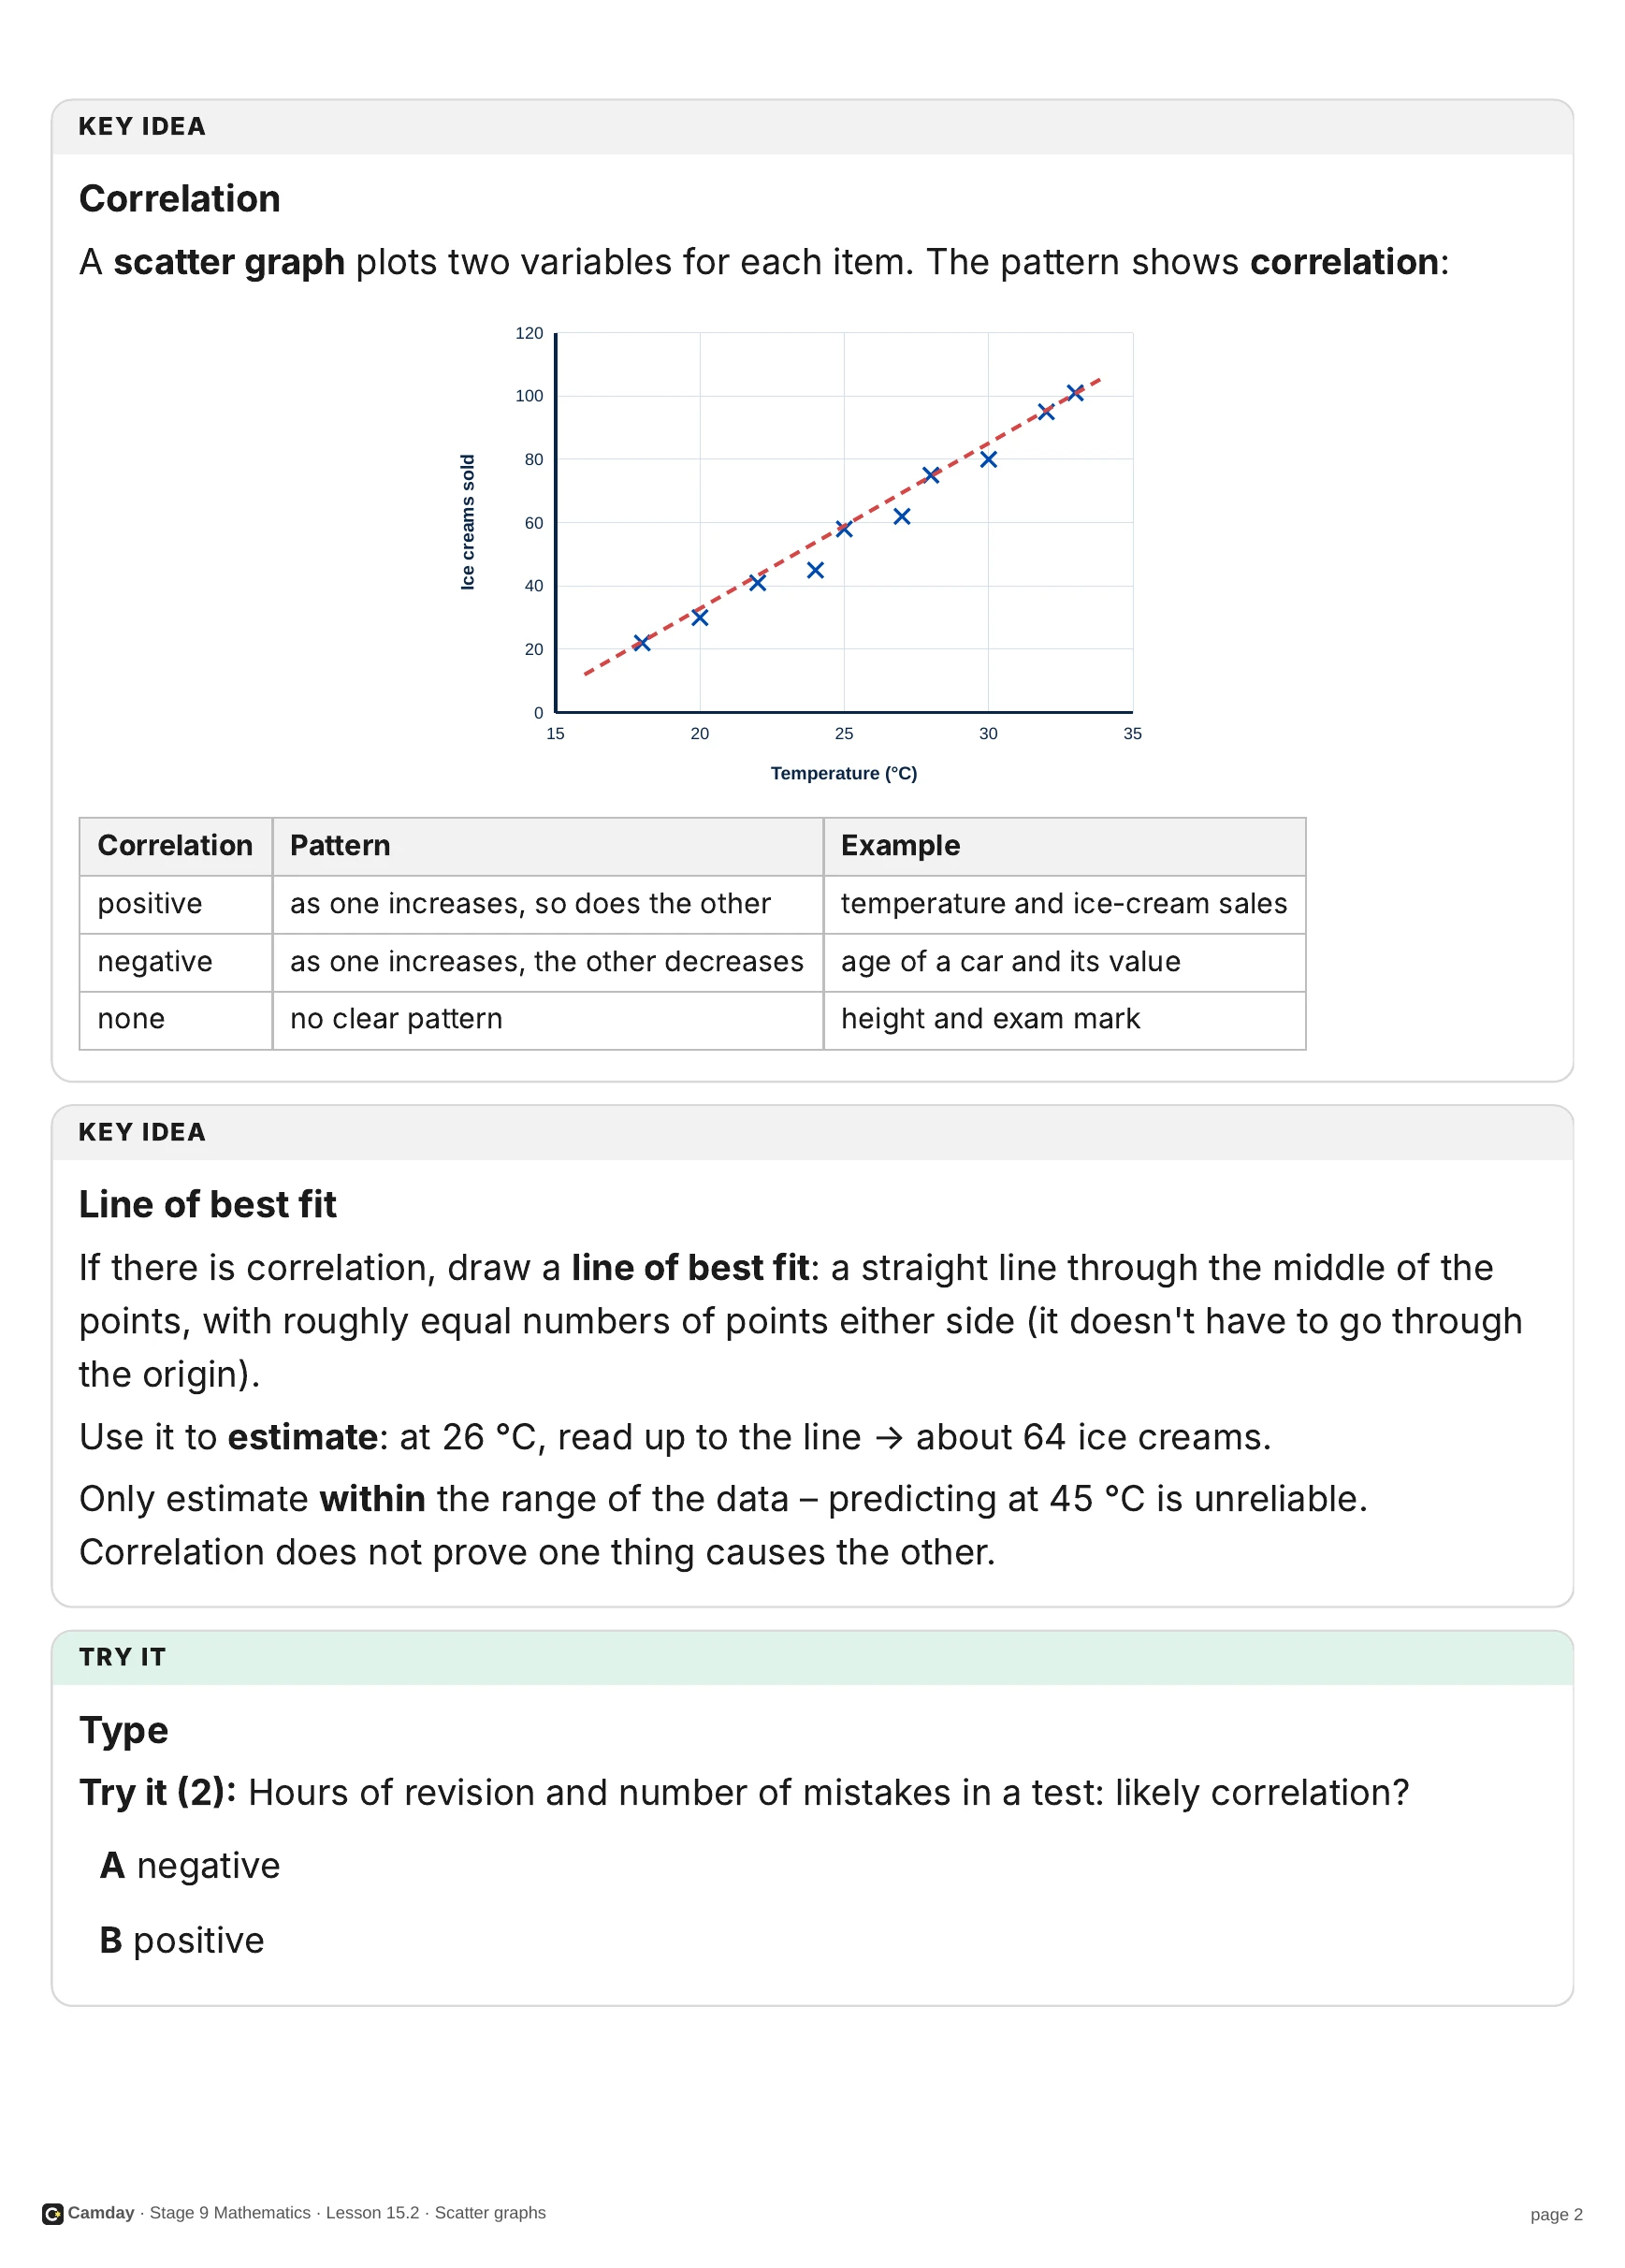 KEY IDEA
Correlation
A scatter graph plots two variables for each item. The pattern shows correlation:
120
100
80
60
40
20
0
Ice creams sold
15 20 25 30 35
Temperature (°C)
Correlation Pattern Example
positive as one increases, so does the other temperature and ice-cream sales
negative as one increases, the other decreases age of a car and its value
none no clear pattern height and exam mark
KEY IDEA
Line of best fit
If there is correlation, draw a line of best fit: a straight line through the middle of the
points, with roughly equal numbers of points either side (it doesn't have to go through
the origin).
Use it to estimate: at 26 °C, read up to the line → about 64 ice creams.
Only estimate within the range of the data – predicting at 45 °C is unreliable.
Correlation does not prove one thing causes the other.
TRY IT
Type
Try it (2): Hours of revision and number of mistakes in a test: likely correlation?
A negative
B positive
Camday · Stage 9 Mathematics · Lesson 15.2 · Scatter graphs
page 2